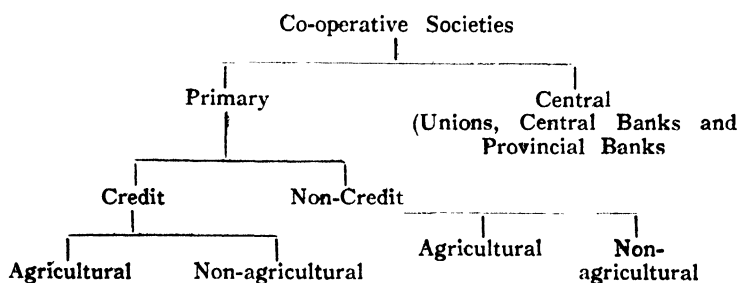 Co-operative Societies
Primary
Central
(Unions, Central Banks and
Provincial Banks
Credit
Non-Credit
Agricultural
Non-agricultural
Agricultural
Non-
agricultural